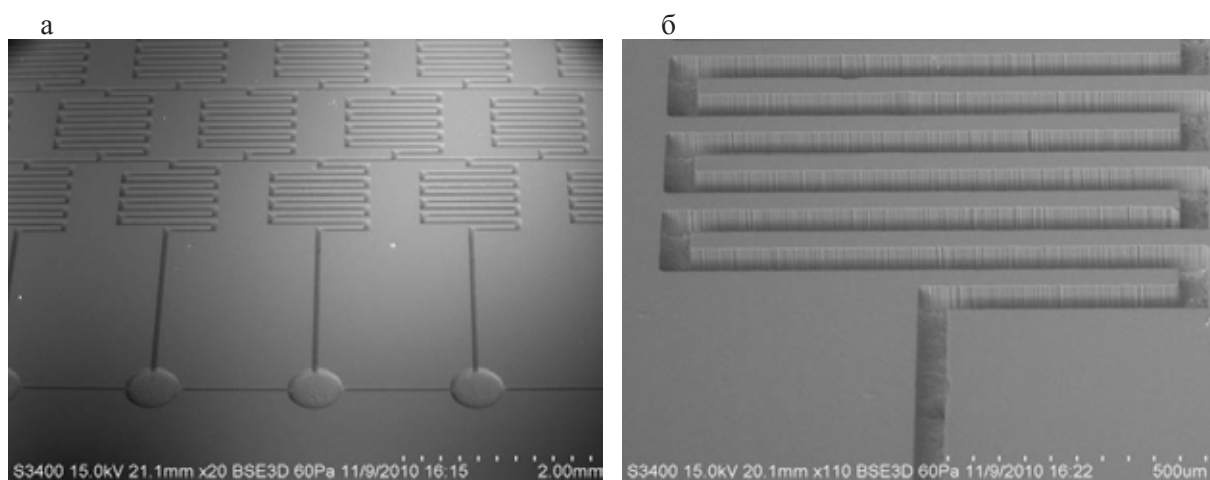 а
б
S3400 15.0kV 21.1mm x20 BSE3D 60Pa 11/9/2010 16:15 2.00mm
S3400 15.0kV 20.1mm x110 BSE3D 60Pa 11/9/2010 16:22 500um